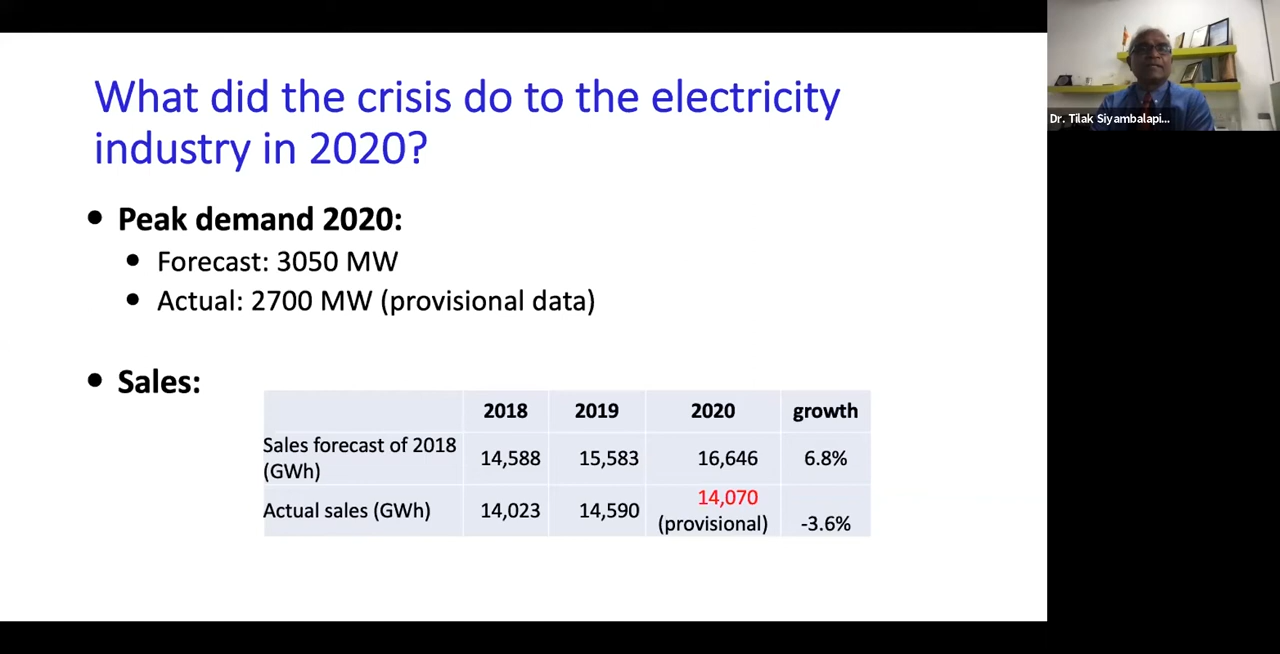 What did the crisis do to the electricity
industry in 2020?
Dr. Tilak Siyambalapi...
• Peak demand 2020:
• Forecast: 3050 MW
• Actual: 2700 MW (provisional data)
• Sales:
2018 2019 2020 growth
Sales forecast of 2018
(GWh) 14,588 15,583 16,646 6.8%
Actual sales (GWh) 14,023 14,590 14,070
(provisional) -3.6%